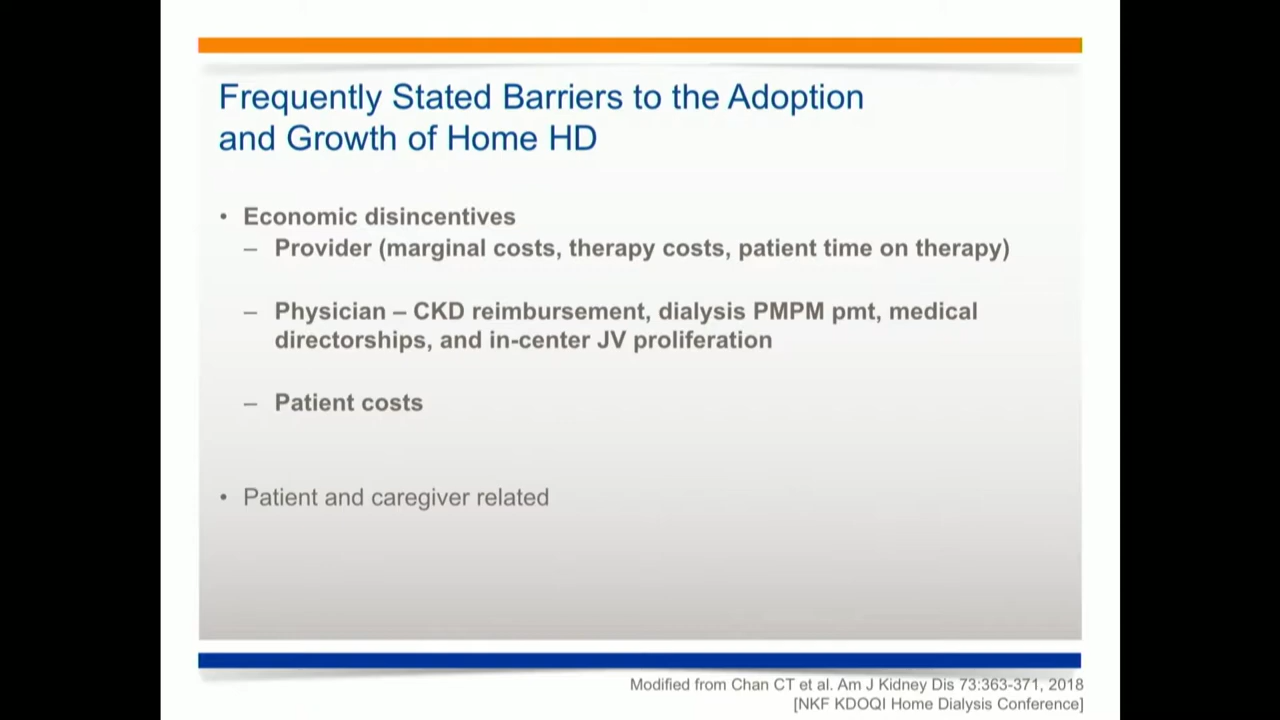 Frequently Stated Barriers to the Adoption
and Growth of Home HD
• Economic disincentives
– Provider (marginal costs, therapy costs, patient time on therapy)
– Physician – CKD reimbursement, dialysis PMPM pmt, medical
directorships, and in-center JV proliferation
– Patient costs
• Patient and caregiver related
Modified from Chan CT et al. Am J Kidney Dis 73:363-371, 2018
[NKF KDOQI Home Dialysis Conference]